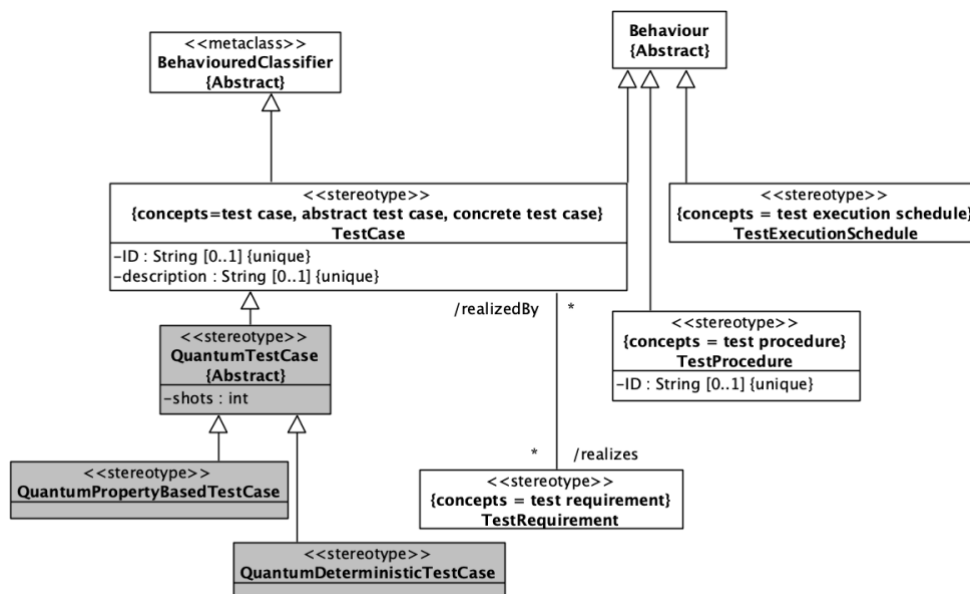 <<metaclass>>
BehaviouredClassifier
{Abstract}
Behaviour
{Abstract}
<<stereotype>>
{concepts=test case, abstract test case, concrete test case}
TestCase
-ID : String [0..1] {unique}
-description : String [0..1] {unique}
<<stereotype>>
{concepts = test execution schedule}
TestExecutionSchedule
/realizedBy *
<<stereotype>>
QuantumTestCase
{Abstract}
-shots : int
<<stereotype>>
{concepts = test procedure}
TestProcedure
-ID : String [0..1] {unique}
* /realizes
<<stereotype>>
QuantumPropertyBasedTestCase
<<stereotype>>
{concepts = test requirement}
TestRequirement
<<stereotype>>
QuantumDeterministicTestCase